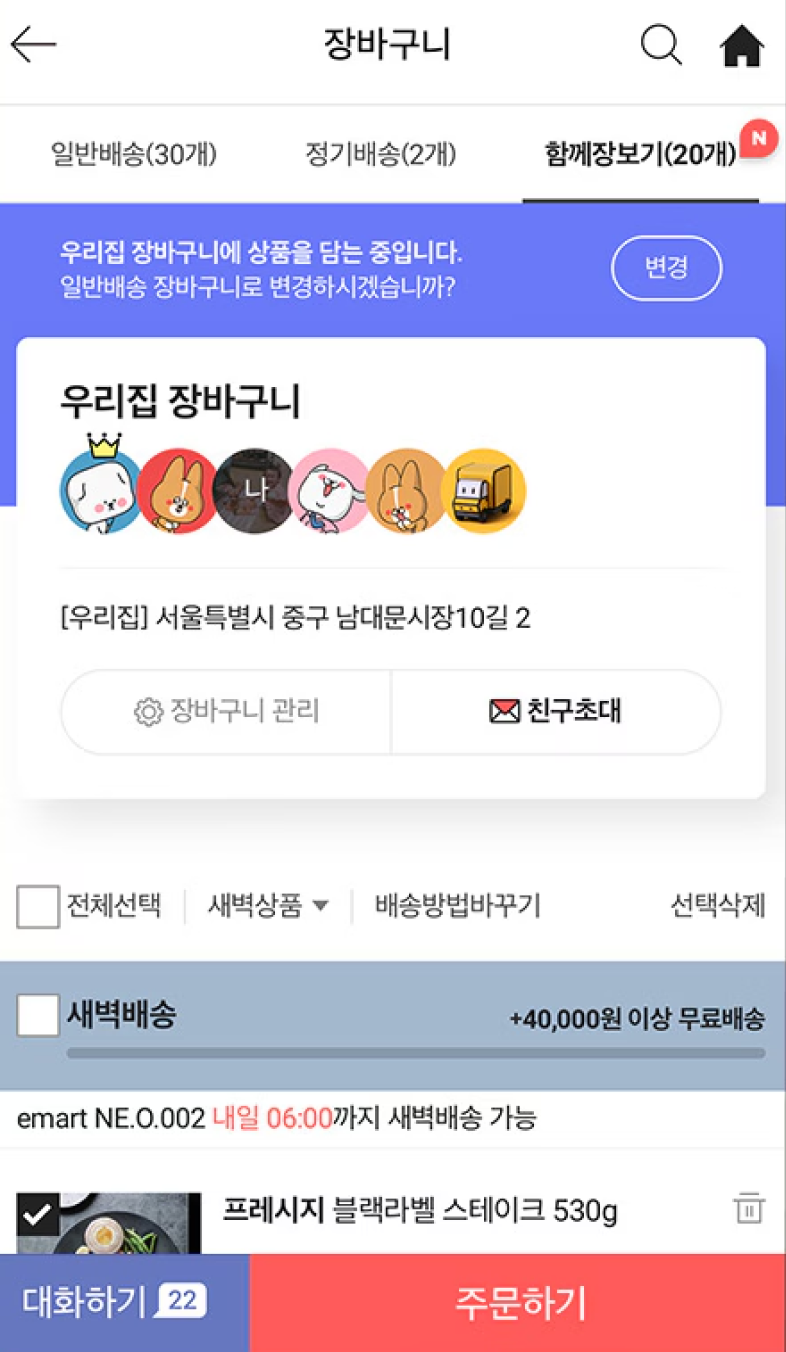 장바구니
일반배송(30개) 정기배송(2개) 함께장보기(20개) N
우리집 장바구니에 상품을 담는 중입니다.
일반배송 장바구니로 변경하시겠습니까?
변경
우리집 장바구니
나
[우리집] 서울특별시 중구 남대문시장10길 2
장바구니 관리 친구초대
전체선택 새벽상품 배송방법바꾸기 선택삭제
새벽배송 +40,000원 이상 무료배송
emart NE.O.002 내일 06:00까지 새벽배송 가능
프레시지 블랙라벨 스테이크 530g
대화하기 22 주문하기